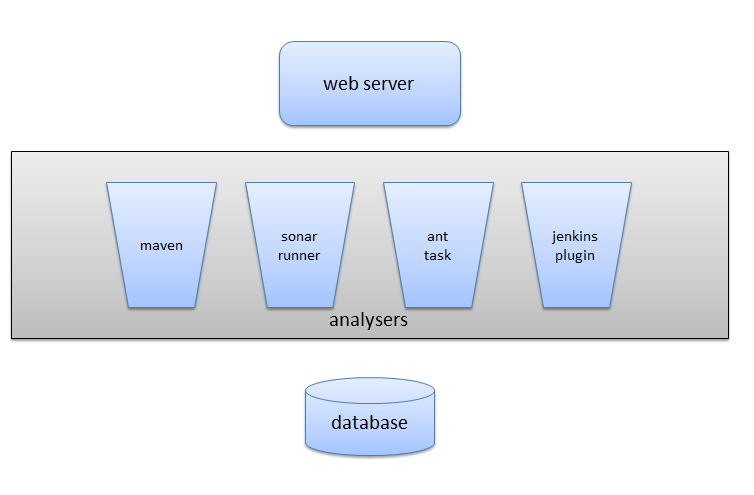 web server
maven
sonar
runner
ant
task
jenkins
plugin
analysers
database